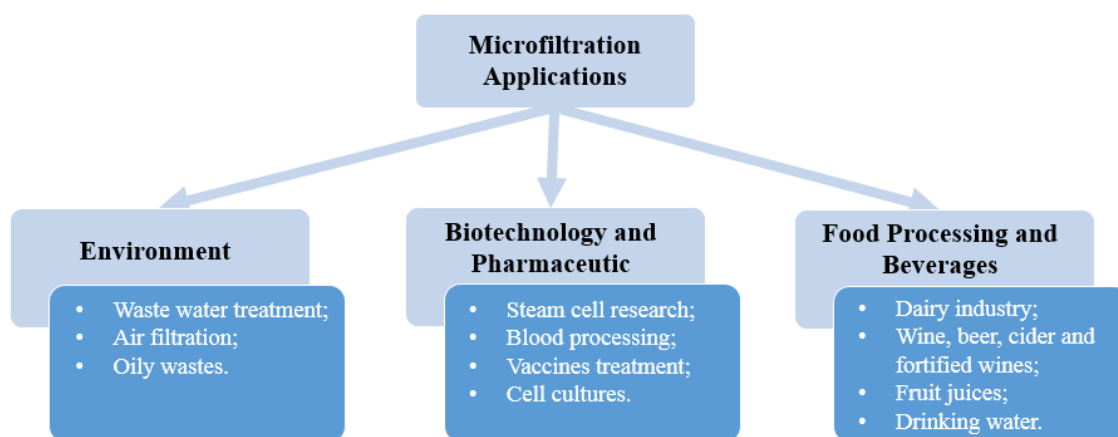 Microfiltration
Applications
Environment
• Waste water treatment;
• Air filtration;
• Oily wastes.
Biotechnology and
Pharmaceutic
• Steam cell research;
• Blood processing;
• Vaccines treatment;
• Cell cultures.
Food Processing and
Beverages
• Dairy industry;
• Wine, beer, cider and
fortified wines;
• Fruit juices;
• Drinking water.